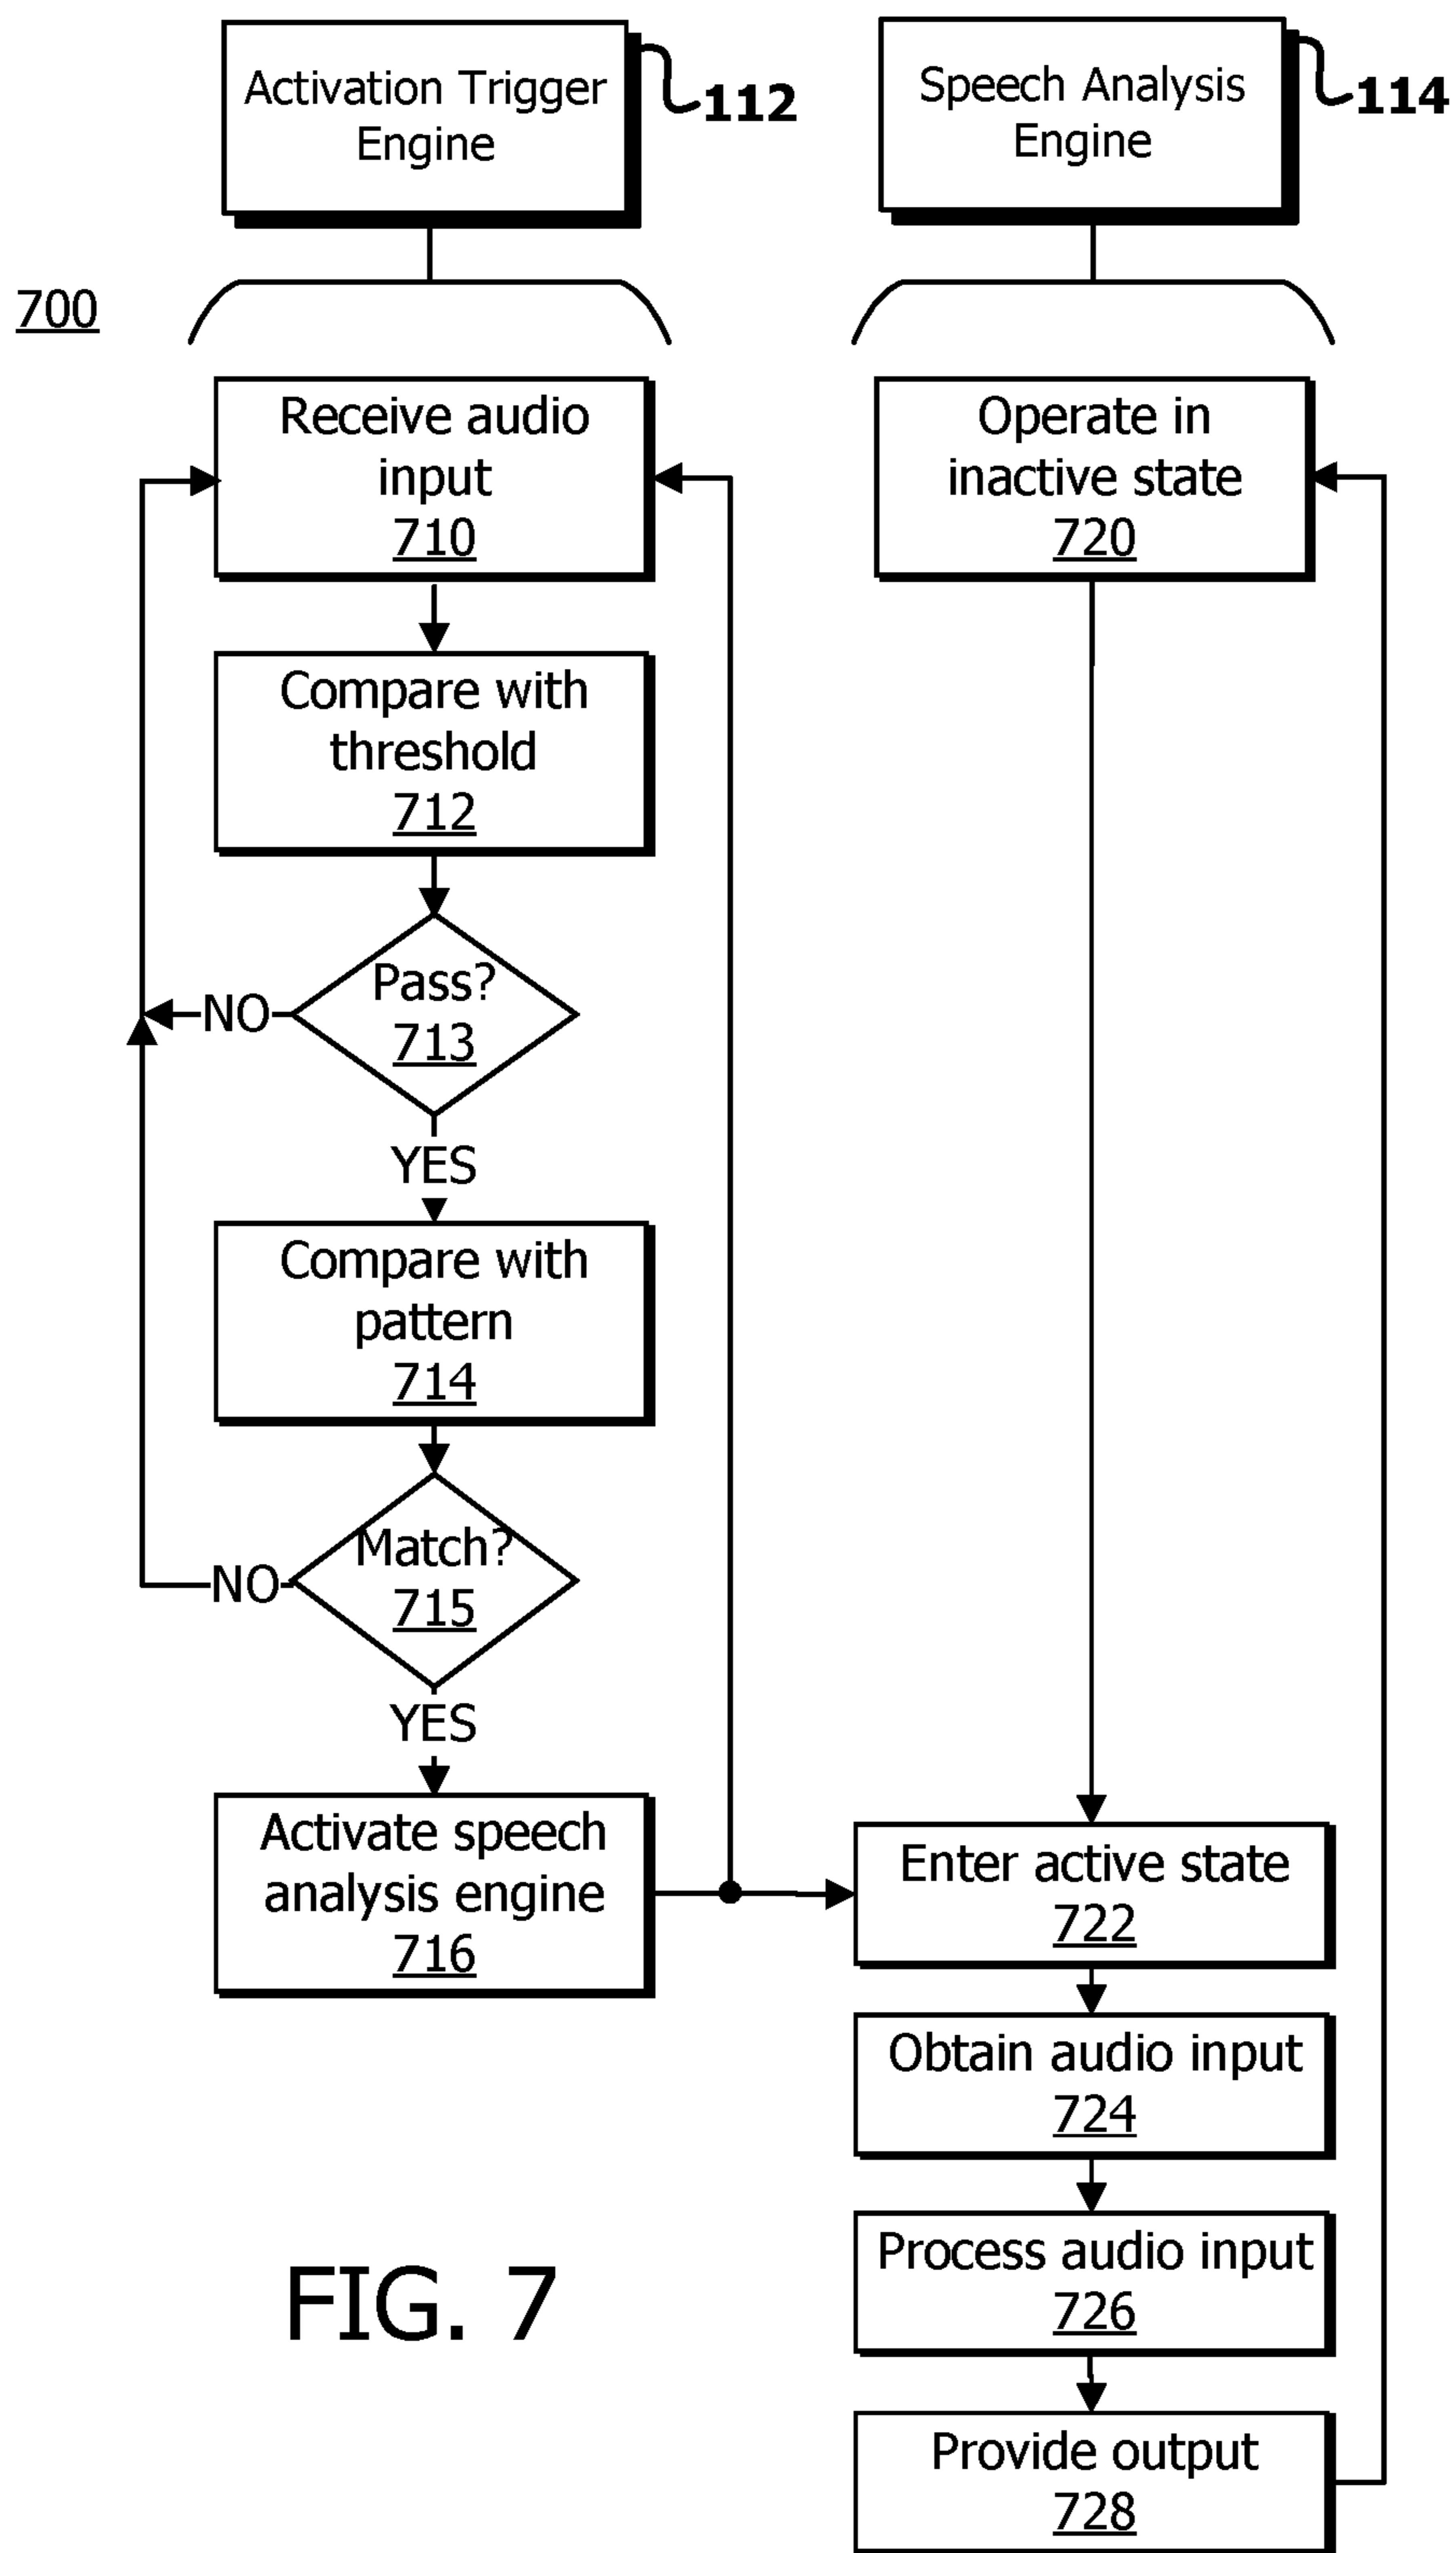 Activation Trigger
Engine
112
Speech Analysis
Engine
114
700
Receive audio
input
710
Compare with
threshold
712
Pass?
713
NO
YES
Compare with
pattern
714
Match?
715
NO
YES
Activate speech
analysis engine
716
Operate in
inactive state
720
Enter active state
722
Obtain audio input
724
Process audio input
726
Provide output
728
FIG. 7